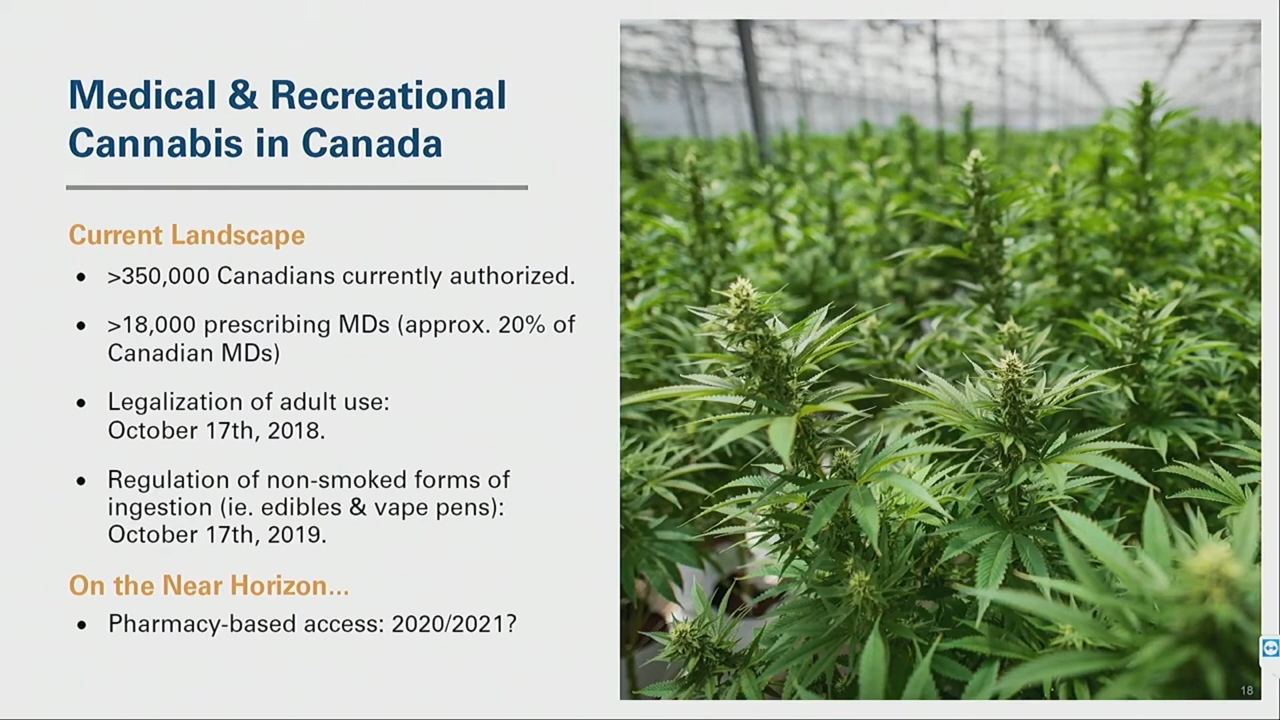 Medical & Recreational
Cannabis in Canada
Current Landscape
• >350,000 Canadians currently authorized.
• >18,000 prescribing MDs (approx. 20% of
Canadian MDs)
• Legalization of adult use:
October 17th, 2018.
• Regulation of non-smoked forms of
ingestion (ie. edibles & vape pens):
October 17th, 2019.
On the Near Horizon...
• Pharmacy-based access: 2020/2021?
18